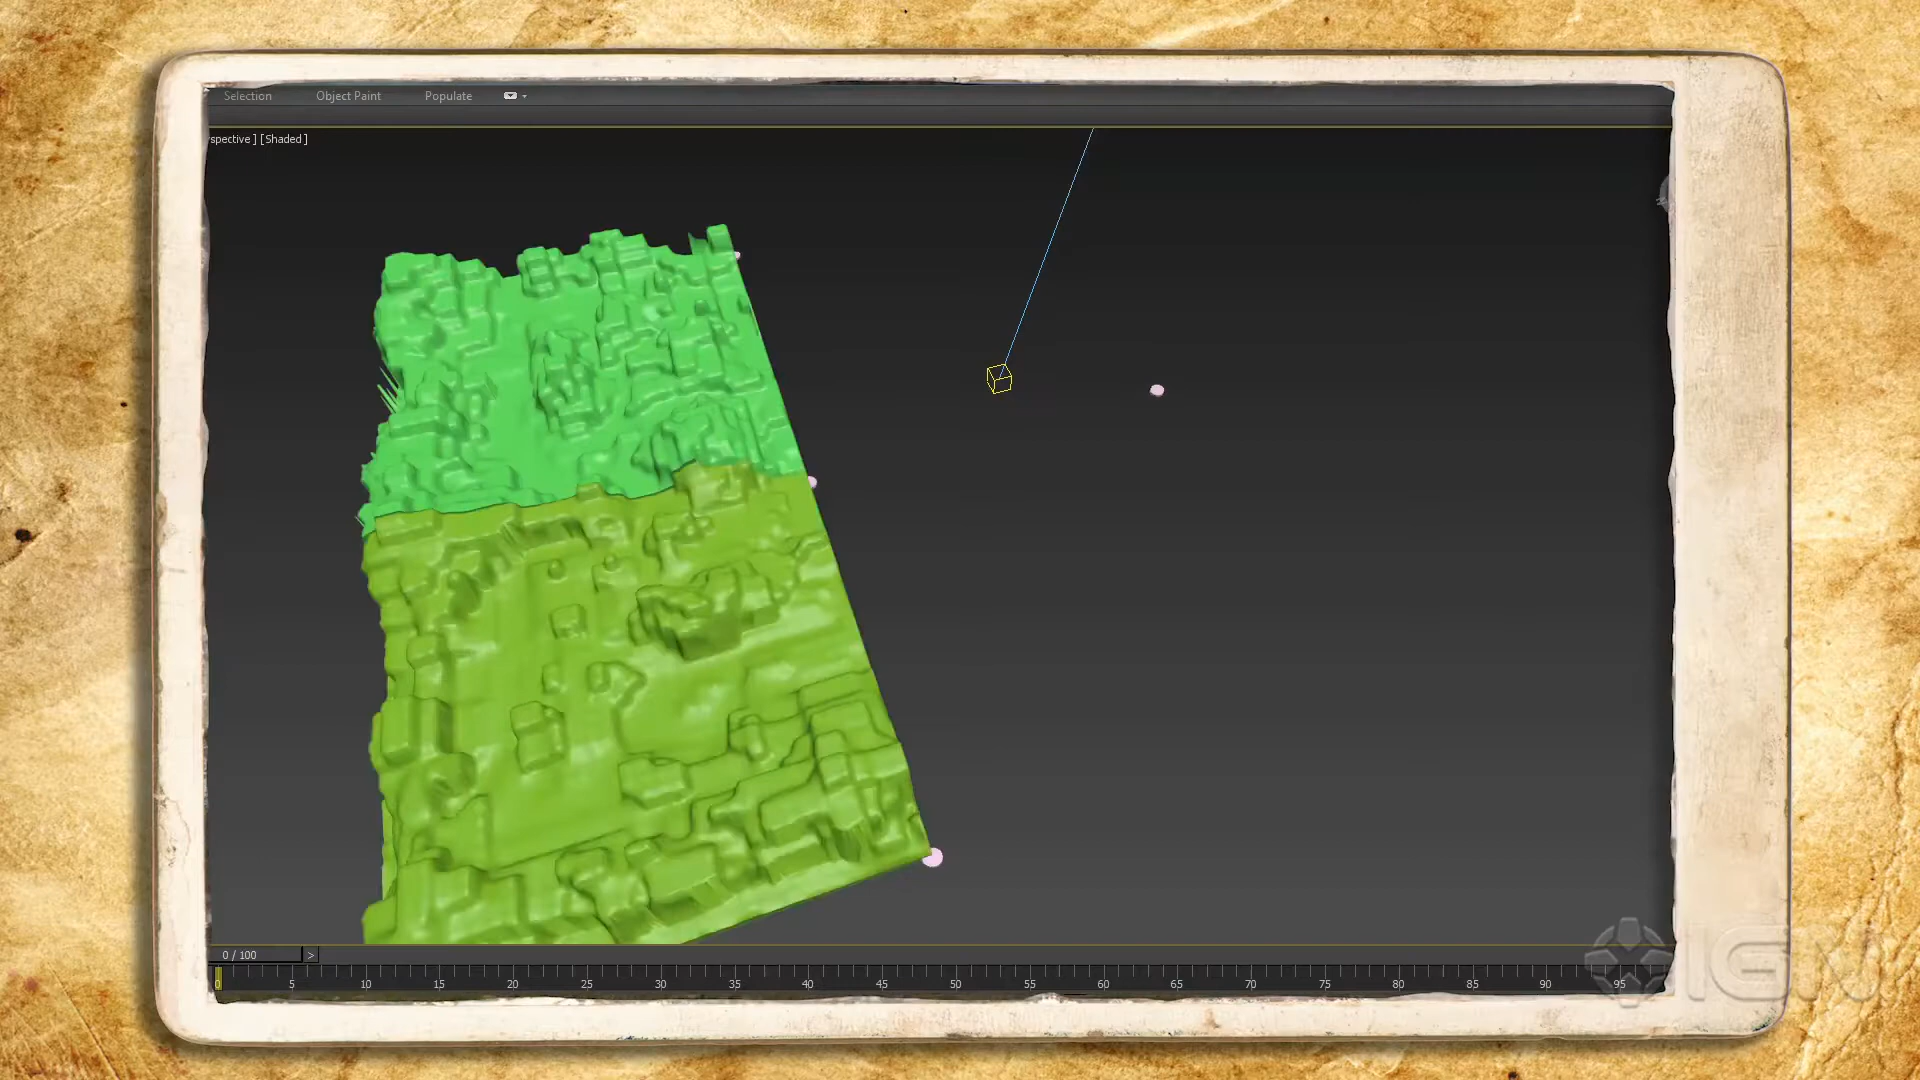 Selection Object Paint Populate
spective ] [Shaded ]
0 / 100 >
0 5 10 15 20 25 30 35 40 45 50 55 60 65 70 75 80 85 90 95
IGN